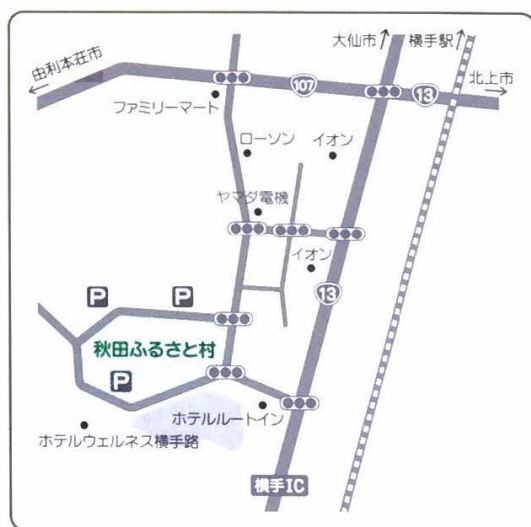 大仙市
横手駅
由利本荘市
北上市
107
13
ファミリーマート
ローソン
イオン
ヤマダ電機
イオン
13
P
P
秋田ふるさと村
P
ホテルルートイン
ホテルウェルネス横手路
横手IC